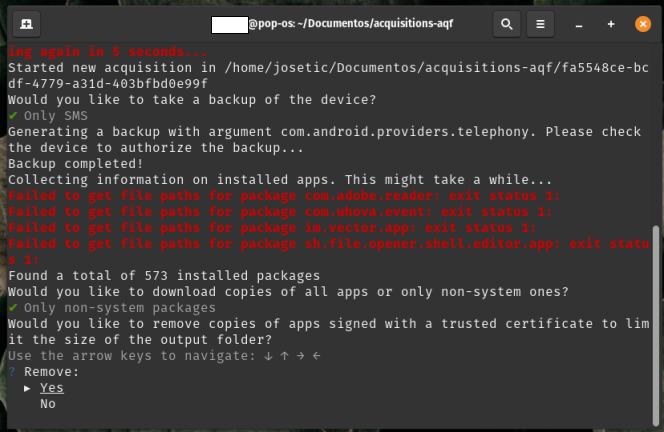 @pop-os: ~/Documentos/acquisitions-aqf
ing again in 5 seconds...
Started new acquisition in /home/josetic/Documentos/acquisitions-aqf/fa5548ce-bc
df-4779-a31d-403bfbd0e99f
Would you like to take a backup of the device?
✔ Only SMS
Generating a backup with argument com.android.providers.telephony. Please check
the device to authorize the backup...
Backup completed!
Collecting information on installed apps. This might take a while...
Failed to get file paths for package com.adobe.reader: exit status 1:
Failed to get file paths for package com.whova.event: exit status 1:
Failed to get file paths for package im.vector.app: exit status 1:
Failed to get file paths for package sh.file.opener.shell.editor.app: exit statu
s 1:
Found a total of 573 installed packages
Would you like to download copies of all apps or only non-system ones?
✔ Only non-system packages
Would you like to remove copies of apps signed with a trusted certificate to lim
it the size of the output folder?
Use the arrow keys to navigate: ↓ ↑ → ←
? Remove:
▸ Yes
No